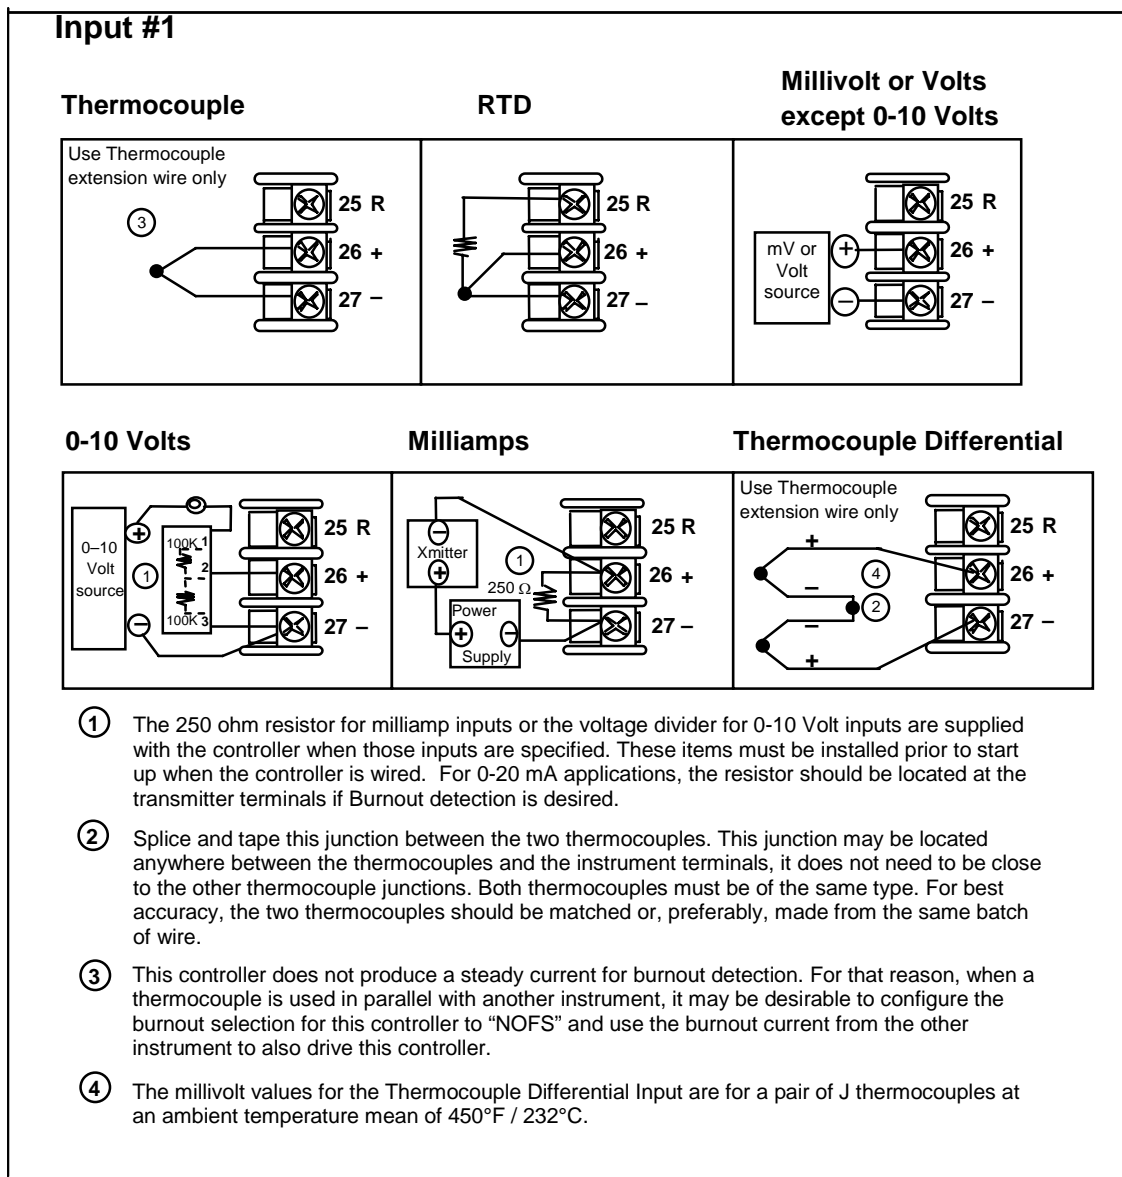 Input #1
Thermocouple
RTD
Millivolt or Volts
except 0-10 Volts
Use Thermocouple
extension wire only
3
25 R
26 +
27 –
25 R
26 +
27 –
mV or
Volt
source
+
–
25 R
26 +
27 –
0-10 Volts
Milliamps
Thermocouple Differential
0–10
Volt
source
+
–
1
100K 1
2
100K 3
25 R
26 +
27 –
Xmitter
–
+
1
250 Ω
Power
+ –
Supply
25 R
26 +
27 –
Use Thermocouple
extension wire only
+
–
4
2
–
+
25 R
26 +
27 –
1 The 250 ohm resistor for milliamp inputs or the voltage divider for 0-10 Volt inputs are supplied
with the controller when those inputs are specified. These items must be installed prior to start
up when the controller is wired. For 0-20 mA applications, the resistor should be located at the
transmitter terminals if Burnout detection is desired.
2 Splice and tape this junction between the two thermocouples. This junction may be located
anywhere between the thermocouples and the instrument terminals, it does not need to be close
to the other thermocouple junctions. Both thermocouples must be of the same type. For best
accuracy, the two thermocouples should be matched or, preferably, made from the same batch
of wire.
3 This controller does not produce a steady current for burnout detection. For that reason, when a
thermocouple is used in parallel with another instrument, it may be desirable to configure the
burnout selection for this controller to “NOFS” and use the burnout current from the other
instrument to also drive this controller.
4 The millivolt values for the Thermocouple Differential Input are for a pair of J thermocouples at
an ambient temperature mean of 450°F / 232°C.